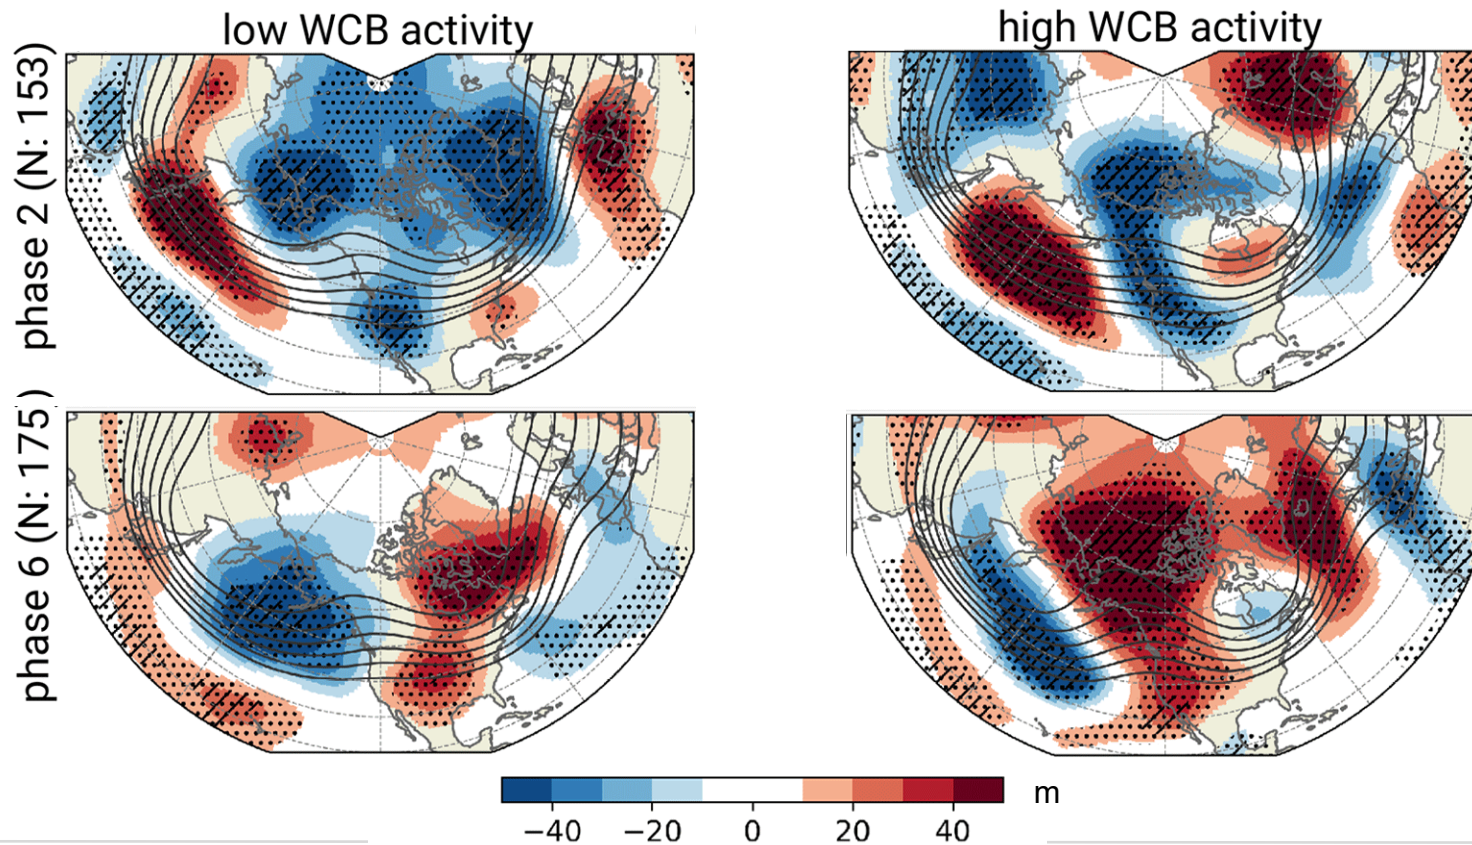 low WCB activity
high WCB activity
phase 2 (N: 153)
phase 6 (N: 175)
m
−40
−20
0
20
40